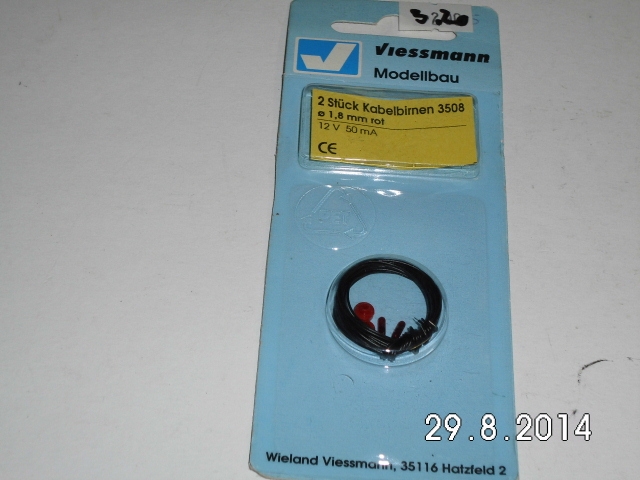 Viessmann
Modellbau
2 Stück Kabelbirnen 3508
ø 1,8 mm rot
12 V 50 mA
CE
29.8.2014
Wieland Viessmann, 35116 Hatzfeld 2